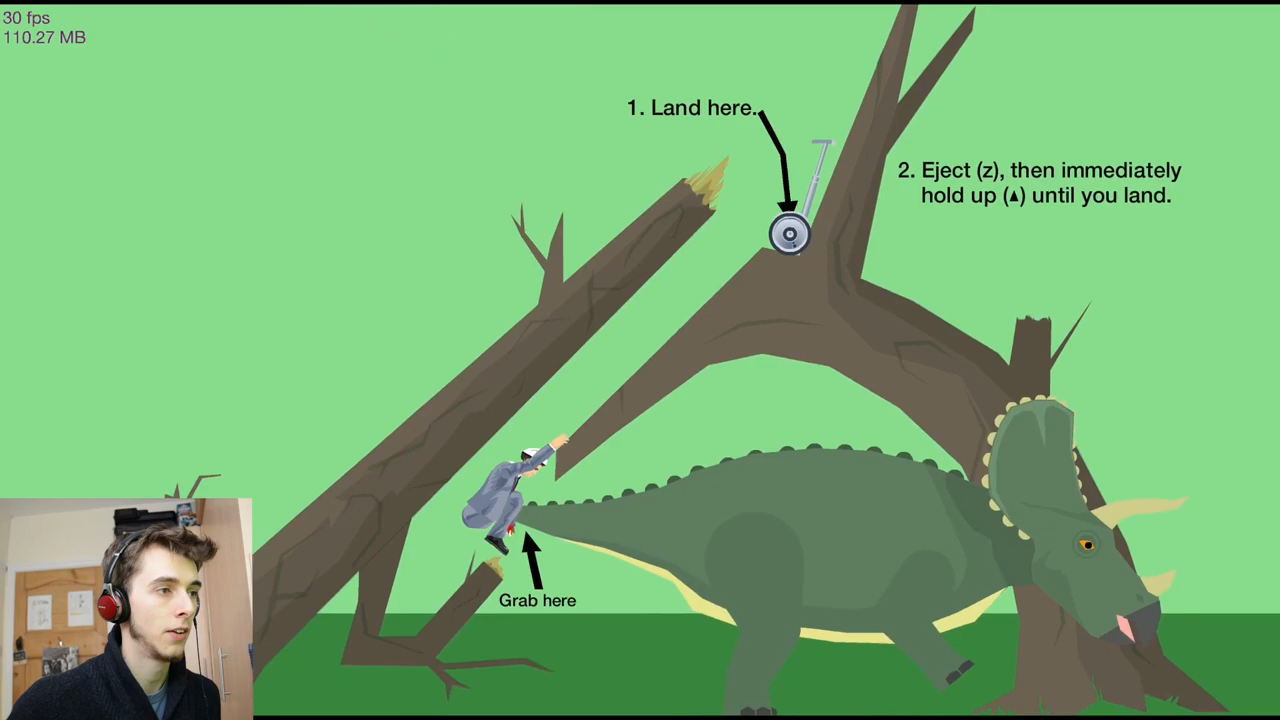 30 fps
110.27 MB
1. Land here.
2. Eject (z), then immediately
hold up (▲) until you land.
Grab here